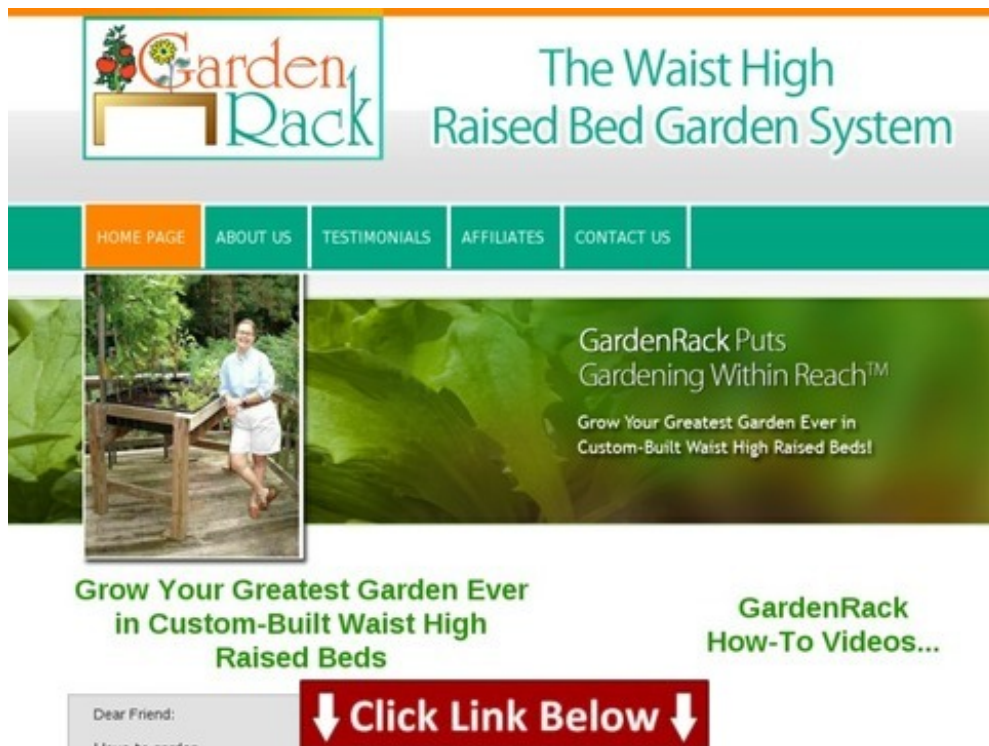 Garden
Rack
The Waist High
Raised Bed Garden System
HOME PAGE
ABOUT US
TESTIMONIALS
AFFILIATES
CONTACT US
GardenRack Puts
Gardening Within Reach™
Grow Your Greatest Garden Ever in
Custom-Built Waist High Raised Beds!
Grow Your Greatest Garden Ever
in Custom-Built Waist High
Raised Beds
GardenRack
How-To Videos...
Dear Friend:
Click Link Below